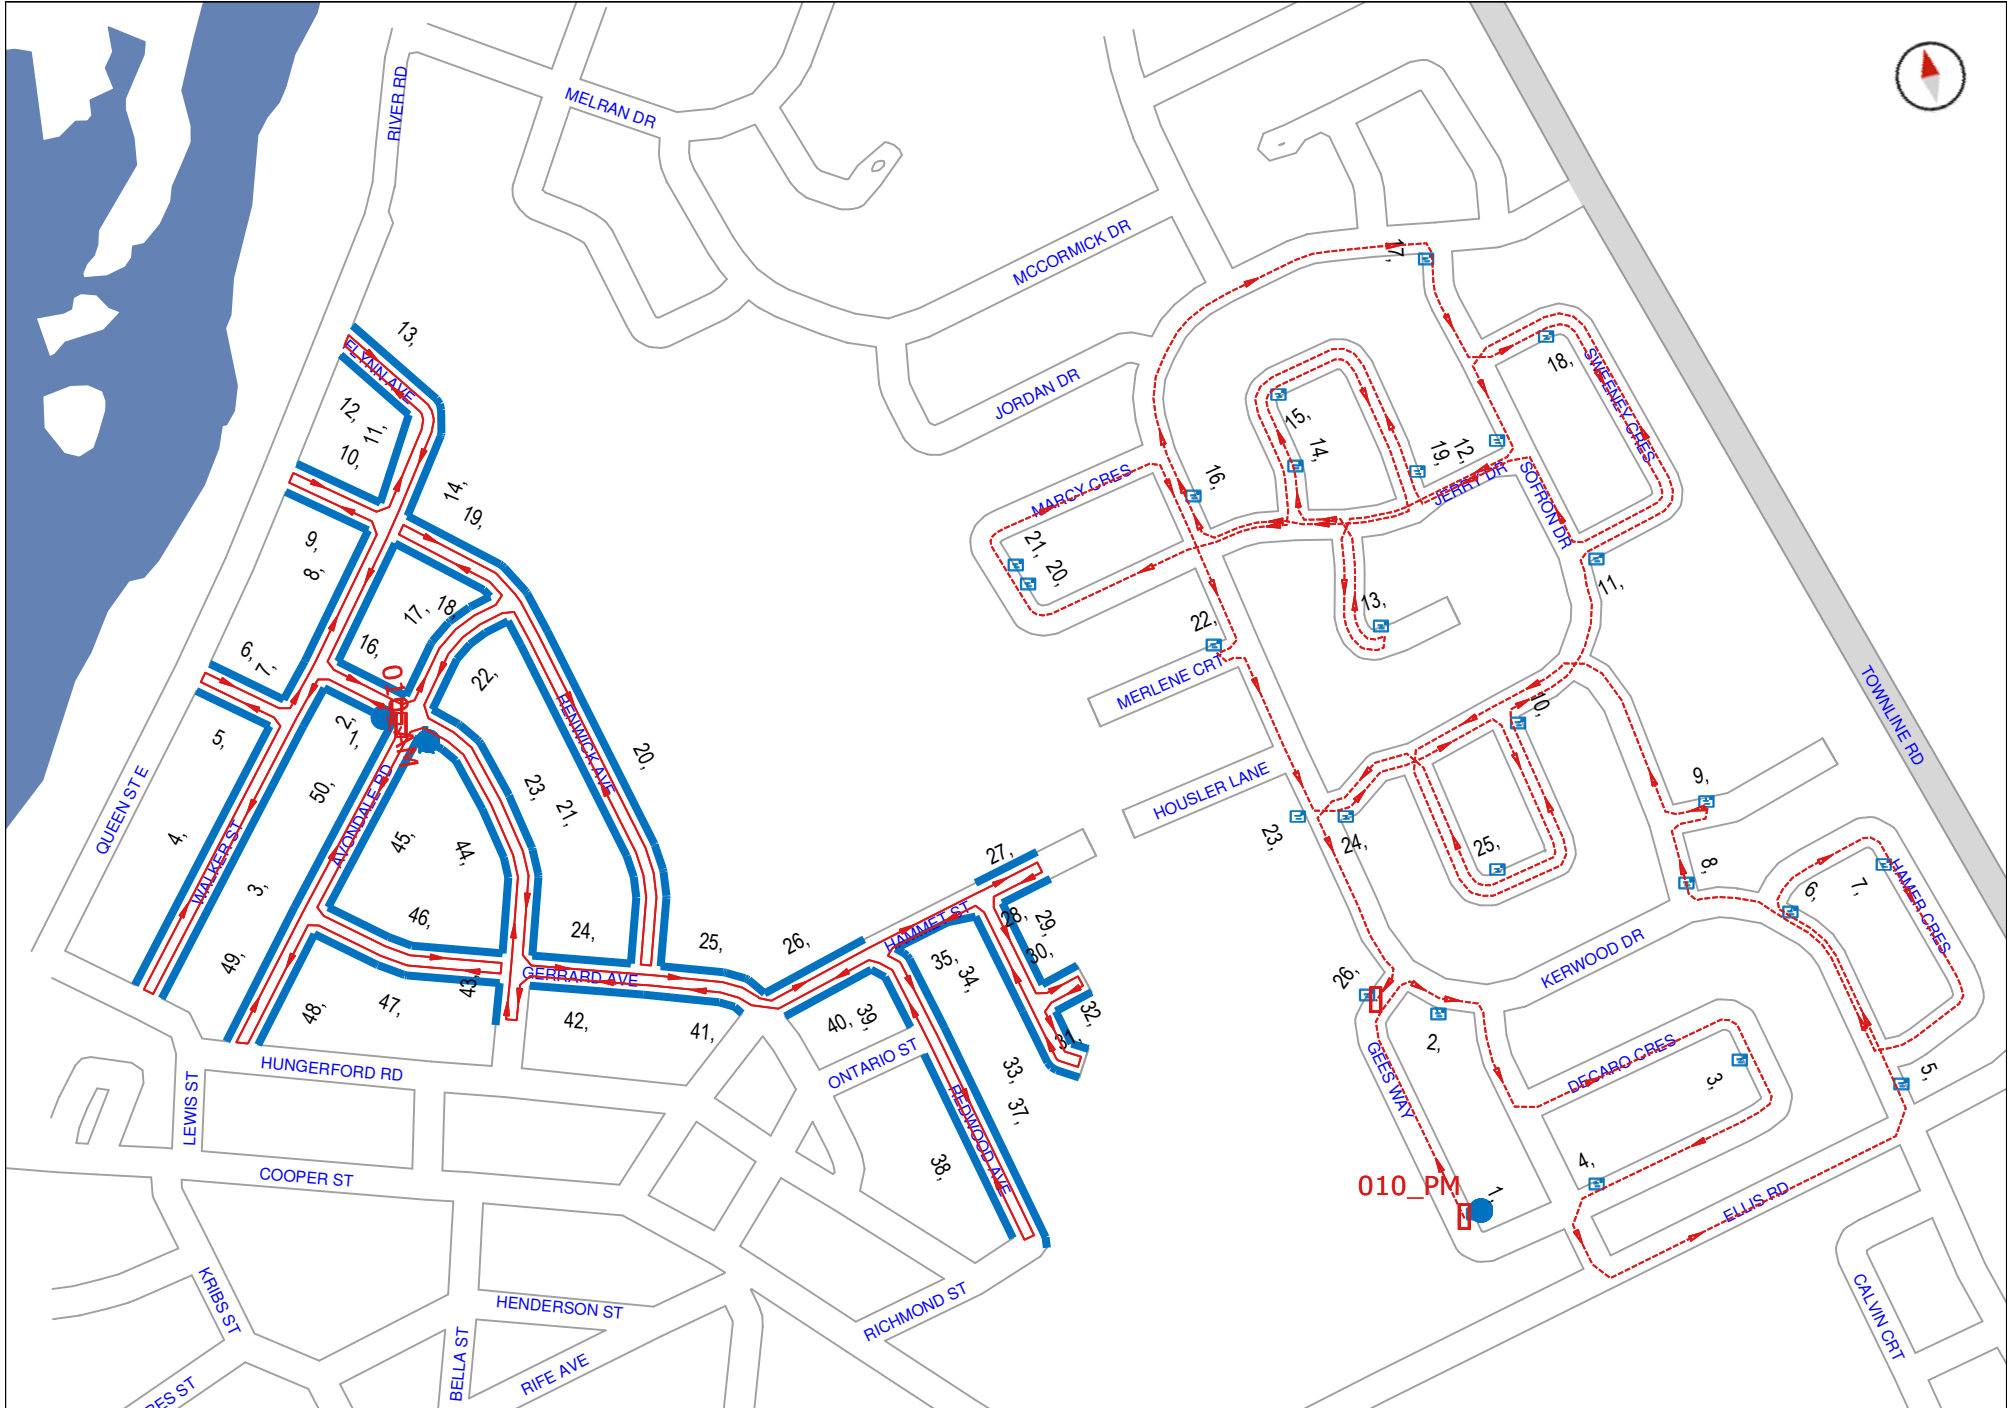 RIVER RD
MELRAN DR
MCCORMICK DR
JORDAN DR
MARCY CRES
MERLENE CRT
HOUSLER LANE
JERRY DR
SOFRON DR
SWEENEY CRES
TOWNLINE RD
HAMER CRES
KERWOOD DR
DECARO CRES
GEES WAY
ELLIS RD
CALVIN CRT
010_PM
FLYNN AVE
QUEEN ST E
WALKER ST
AVONDALE RD
RENWICK AVE
GERRARD AVE
HAMMET ST
REDWOOD AVE
ONTARIO ST
HUNGERFORD RD
LEWIS ST
COOPER ST
KRIBS ST
HENDERSON ST
BELLA ST
RIFE AVE
RICHMOND ST
RES ST
1,
2,
3,
4,
5,
6,
7,
8,
9,
10,
11,
12,
13,
14,
16,
17,
18,
19,
20,
21,
22,
23,
24,
25,
26,
27,
28,
29,
30,
31,
32,
33,
34,
35,
37,
38,
39,
40,
41,
42,
43,
44,
45,
46,
47,
48,
49,
50,
1,
2,
3,
4,
5,
6,
7,
8,
9,
10,
11,
12,
13,
14,
15,
16,
17,
18,
19,
20,
21,
22,
23,
24,
25,
26,